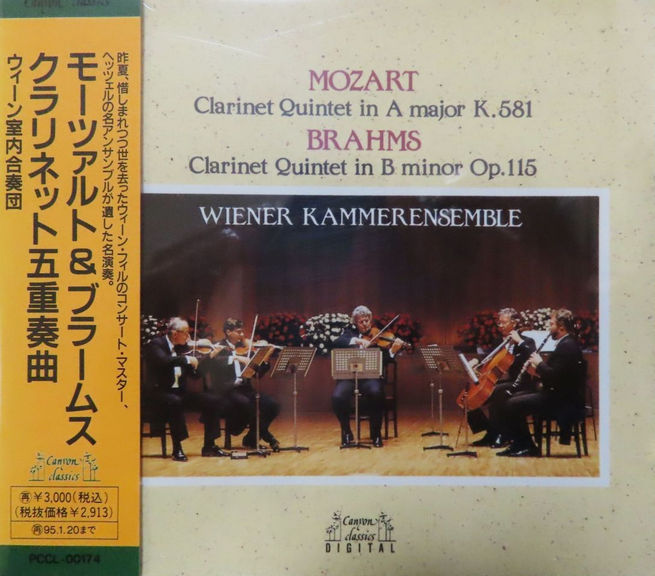 Canyon classics
昨夏、惜しまれつつ世を去ったウィーン・フィルのコンサート・マスター、
ヘッツェルの名アンサンブルが遺した名演奏。
モーツァルト&ブラームス
クラリネット五重奏曲
ウィーン室内合奏団
Canyon
classics
再¥3,000(税込)
(税抜価格¥2,913)
再95.1.20まで
PCCL-00174
MOZART
Clarinet Quintet in A major K.581
BRAHMS
Clarinet Quintet in B minor Op.115
WIENER KAMMERENSEMBLE
Canyon
classics
DIGITAL